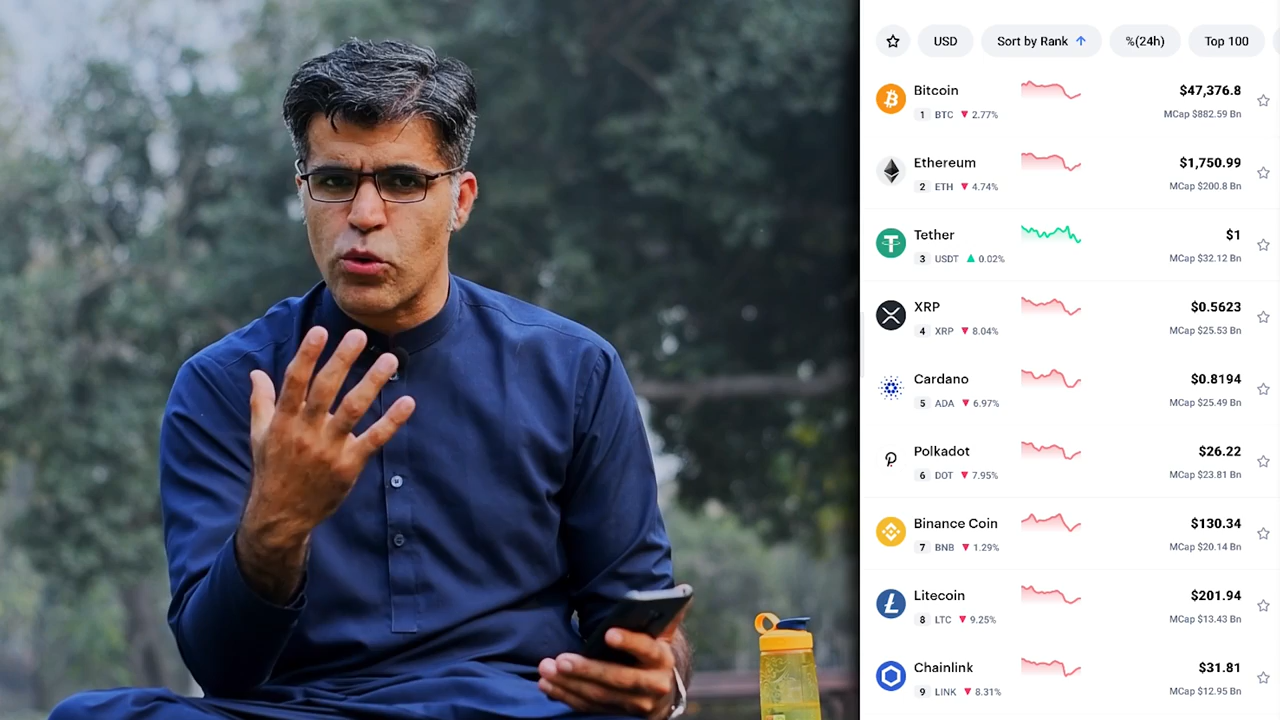 USD
Sort by Rank
%(24h)
Top 100
Bitcoin
$47,376.8
1 BTC 2.77%
MCap $882.59 Bn
Ethereum
$1,750.99
2 ETH 4.74%
MCap $200.8 Bn
Tether
$1
3 USDT 0.02%
MCap $32.12 Bn
XRP
$0.5623
4 XRP 8.04%
MCap $25.53 Bn
Cardano
$0.8194
5 ADA 6.97%
MCap $25.49 Bn
Polkadot
$26.22
6 DOT 7.95%
MCap $23.81 Bn
Binance Coin
$130.34
7 BNB 1.29%
MCap $20.14 Bn
Litecoin
$201.94
8 LTC 9.25%
MCap $13.43 Bn
Chainlink
$31.81
9 LINK 8.31%
MCap $12.95 Bn